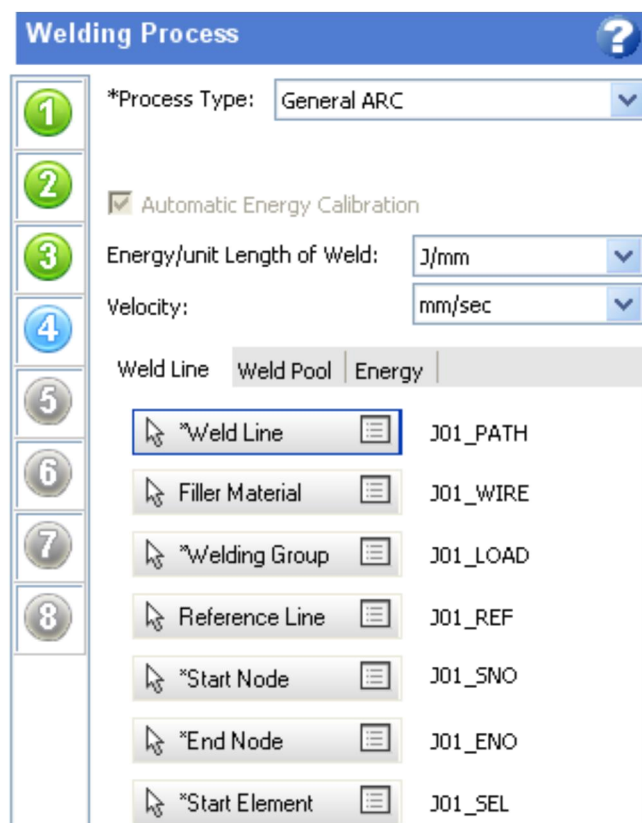 Welding Process ?
1
*Process Type: General ARC
2
Automatic Energy Calibration
3
Energy/unit Length of Weld: J/mm
4
Velocity: mm/sec
Weld Line Weld Pool Energy
5
*Weld Line J01_PATH
6
Filler Material J01_WIRE
7
*Welding Group J01_LOAD
8
Reference Line J01_REF
*Start Node J01_SNO
*End Node J01_ENO
*Start Element J01_SEL